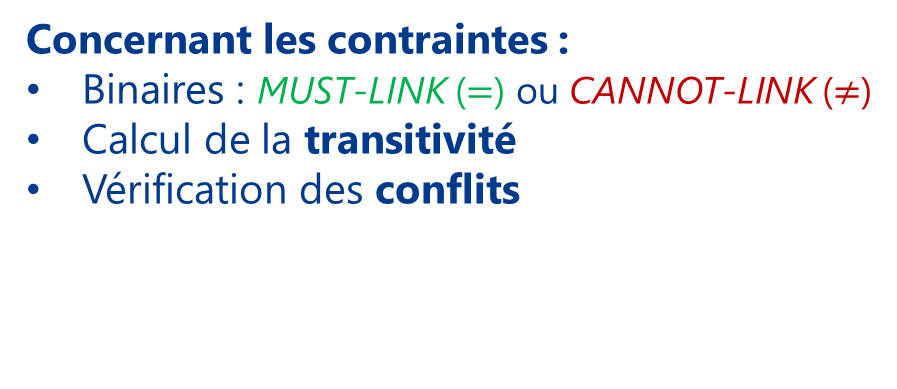 Concernant les contraintes :
• Binaires : MUST-LINK (=) ou CANNOT-LINK (≠)
• Calcul de la transitivité
• Vérification des conflits